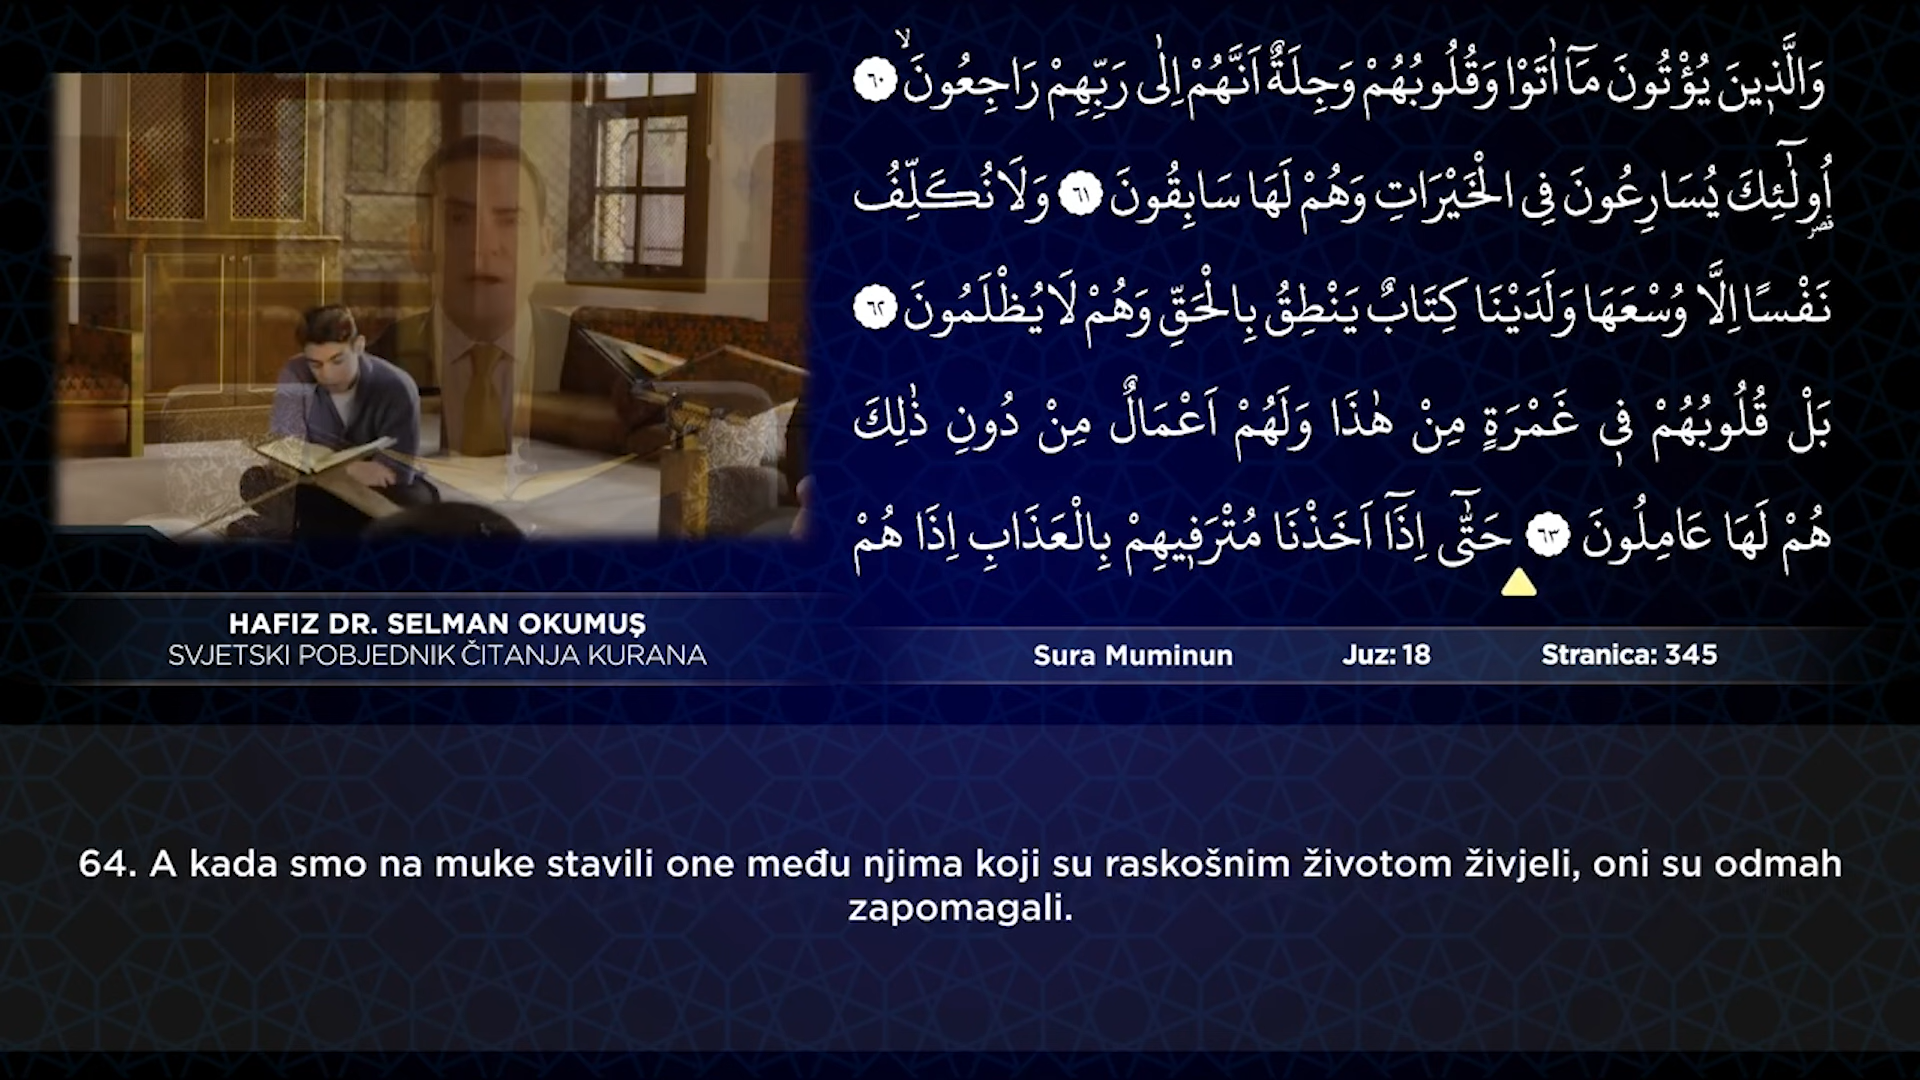 وَالَّذ۪ينَ يُؤْتُونَ مَٓا اٰتَوْا وَقُلُوبُهُمْ وَجِلَةٌ اَنَّهُمْ اِلٰى رَبِّهِمْ رَاجِعُونَۙ ٦٠
اُو۬لٰٓئِكَ يُسَارِعُونَ فِي الْخَيْرَاتِ وَهُمْ لَهَا سَابِقُونَ ٦١ وَلَا نُكَلِّفُ
قصر
نَفْسًا اِلَّا وُسْعَهَا وَلَدَيْنَا كِتَابٌ يَنْطِقُ بِالْحَقِّ وَهُمْ لَا يُظْلَمُونَ ٦٢
بَلْ قُلُوبُهُمْ ف۪ي غَمْرَةٍ مِنْ هٰذَا وَلَهُمْ اَعْمَالٌ مِنْ دُونِ ذٰلِكَ
هُمْ لَهَا عَامِلُونَ ٦٣ حَتّٰٓى اِذَٓا اَخَذْنَا مُتْرَف۪يهِمْ بِالْعَذَابِ اِذَا هُمْ
HAFIZ DR. SELMAN OKUMUŞ
SVJETSKI POBJEDNIK ČITANJA KURANA
Sura Muminun Juz: 18 Stranica: 345
64. A kada smo na muke stavili one među njima koji su raskošnim životom živjeli, oni su odmah
zapomagali.